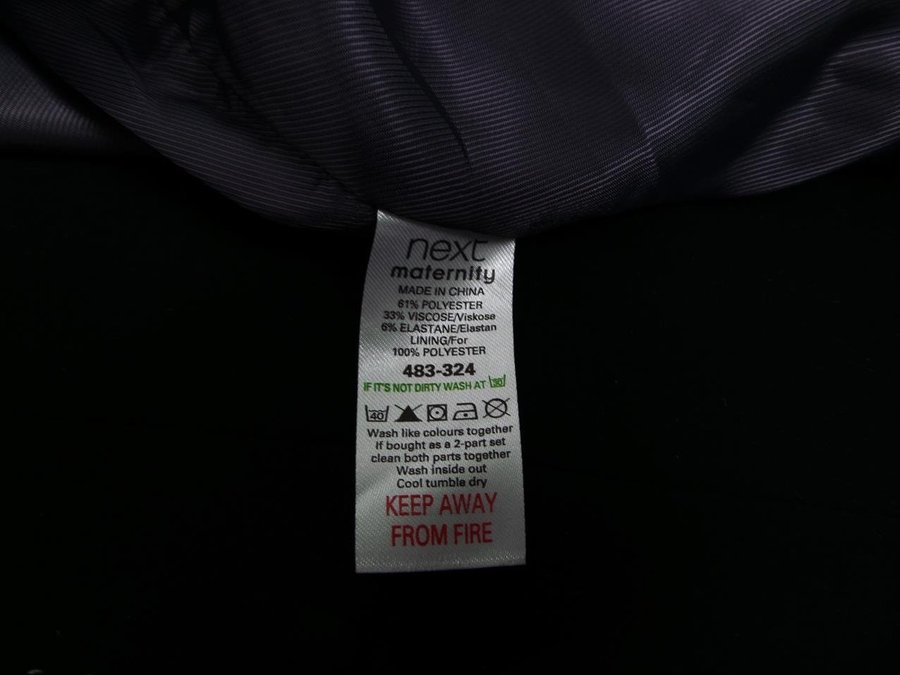 next
maternity
MADE IN CHINA
61% POLYESTER
33% VISCOSE/Viskose
6% ELASTANE/Elastan
LINING/For
100% POLYESTER
483-324
IF IT'S NOT DIRTY WASH AT 30
40
Wash like colours together
If bought as a 2-part set
clean both parts together
Wash inside out
Cool tumble dry
KEEP AWAY
FROM FIRE